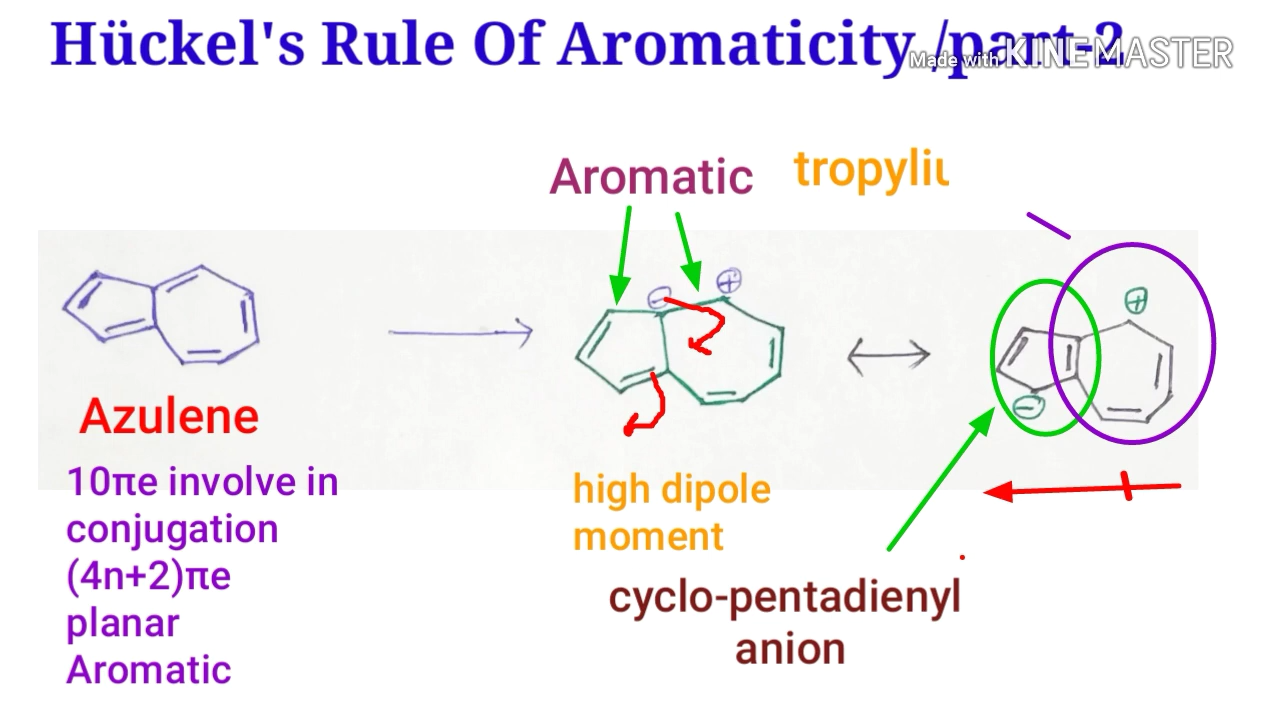 Hückel's Rule Of Aromaticity /part-2
Made with KINEMASTER
Aromatic
tropyliu
⊖ ⊕
⊕
Azulene
⊖
10πe involve in
conjugation
(4n+2)πe
planar
Aromatic
high dipole
moment
cyclo-pentadienyl
anion